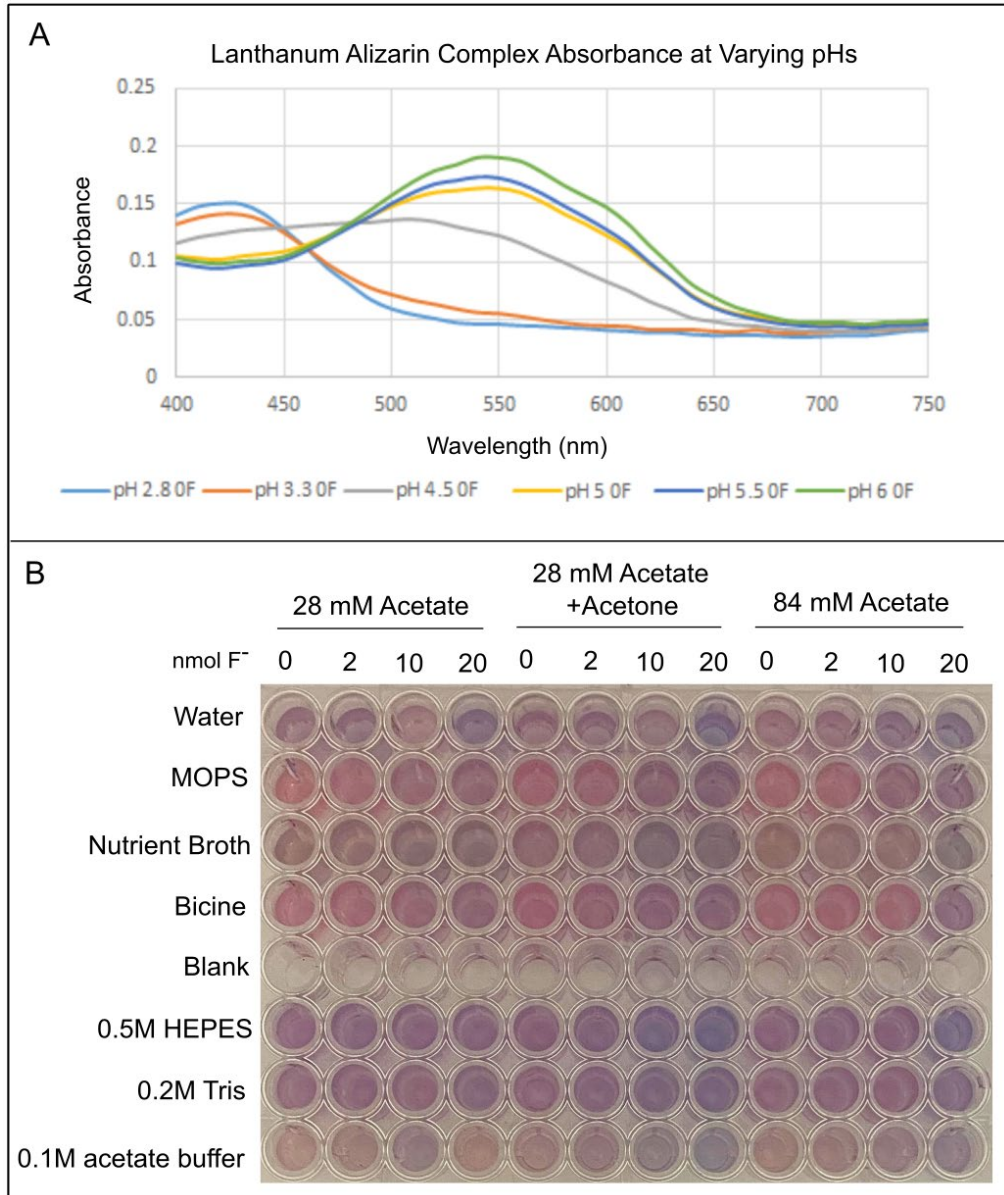 A
Lanthanum Alizarin Complex Absorbance at Varying pHs
0.25
0.2
0.15
0.1
0.05
0
Absorbance
400 450 500 550 600 650 700 750
Wavelength (nm)
pH 2.8 0F pH 3.3 0F pH 4.5 0F pH 5 0F pH 5.5 0F pH 6 0F
B
28 mM Acetate
28 mM Acetate
+Acetone
84 mM Acetate
nmol F⁻ 0 2 10 20 0 2 10 20 0 2 10 20
Water
MOPS
Nutrient Broth
Bicine
Blank
0.5M HEPES
0.2M Tris
0.1M acetate buffer